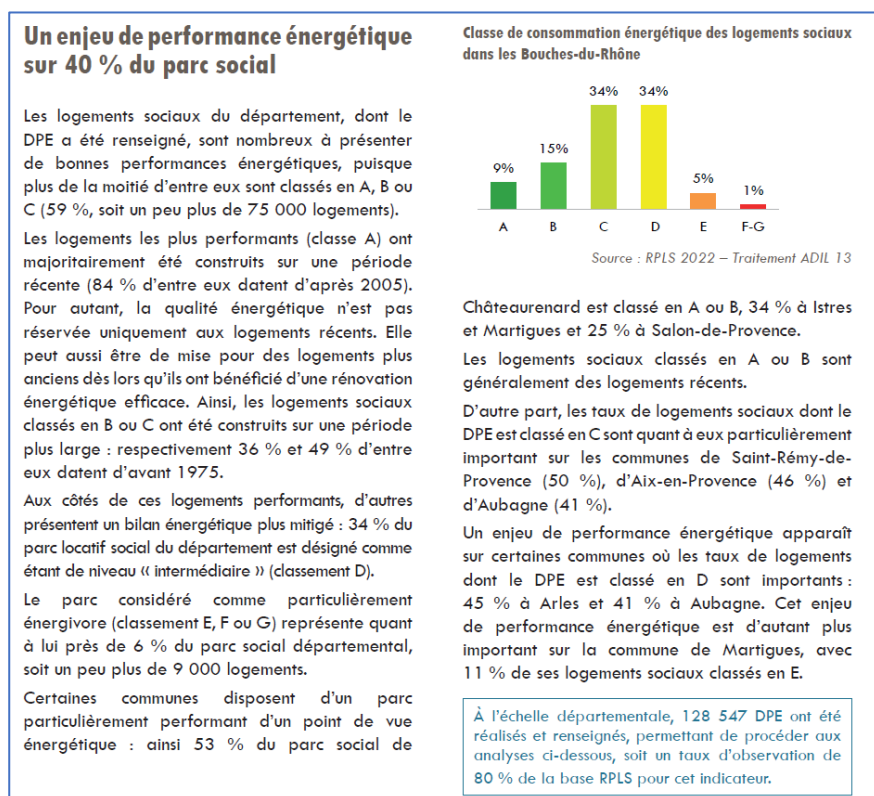 Un enjeu de performance énergétique
sur 40 % du parc social
Les logements sociaux du département, dont le
DPE a été renseigné, sont nombreux à présenter
de bonnes performances énergétiques, puisque
plus de la moitié d'entre eux sont classés en A, B ou
C (59 %, soit un peu plus de 75 000 logements).
Les logements les plus performants (classe A) ont
majoritairement été construits sur une période
récente (84 % d'entre eux datent d'après 2005).
Pour autant, la qualité énergétique n'est pas
réservée uniquement aux logements récents. Elle
peut aussi être de mise pour des logements plus
anciens dès lors qu'ils ont bénéficié d'une rénovation
énergétique efficace. Ainsi, les logements sociaux
classés en B ou C ont été construits sur une période
plus large : respectivement 36 % et 49 % d'entre
eux datent d'avant 1975.
Aux côtés de ces logements performants, d'autres
présentent un bilan énergétique plus mitigé : 34 % du
parc locatif social du département est désigné comme
étant de niveau « intermédiaire » (classement D).
Le parc considéré comme particulièrement
énergivore (classement E, F ou G) représente quant
à lui près de 6 % du parc social départemental,
soit un peu plus de 9 000 logements.
Certaines communes disposent d'un parc
particulièrement performant d'un point de vue
énergétique : ainsi 53 % du parc social de
Classe de consommation énergétique des logements sociaux
dans les Bouches-du-Rhône
34% 34%
15%
9%
5%
1%
A B C D E F-G
Source : RPLS 2022 – Traitement ADIL 13
Châteaurenard est classé en A ou B, 34 % à Istres
et Martigues et 25 % à Salon-de-Provence.
Les logements sociaux classés en A ou B sont
généralement des logements récents.
D'autre part, les taux de logements sociaux dont le
DPE est classé en C sont quant à eux particulièrement
important sur les communes de Saint-Rémy-de-
Provence (50 %), d'Aix-en-Provence (46 %) et
d'Aubagne (41 %).
Un enjeu de performance énergétique apparaît
sur certaines communes où les taux de logements
dont le DPE est classé en D sont importants :
45 % à Arles et 41 % à Aubagne. Cet enjeu
de performance énergétique est d'autant plus
important sur la commune de Martigues, avec
11 % de ses logements sociaux classés en E.
À l'échelle départementale, 128 547 DPE ont été
réalisés et renseignés, permettant de procéder aux
analyses ci-dessous, soit un taux d'observation de
80 % de la base RPLS pour cet indicateur.